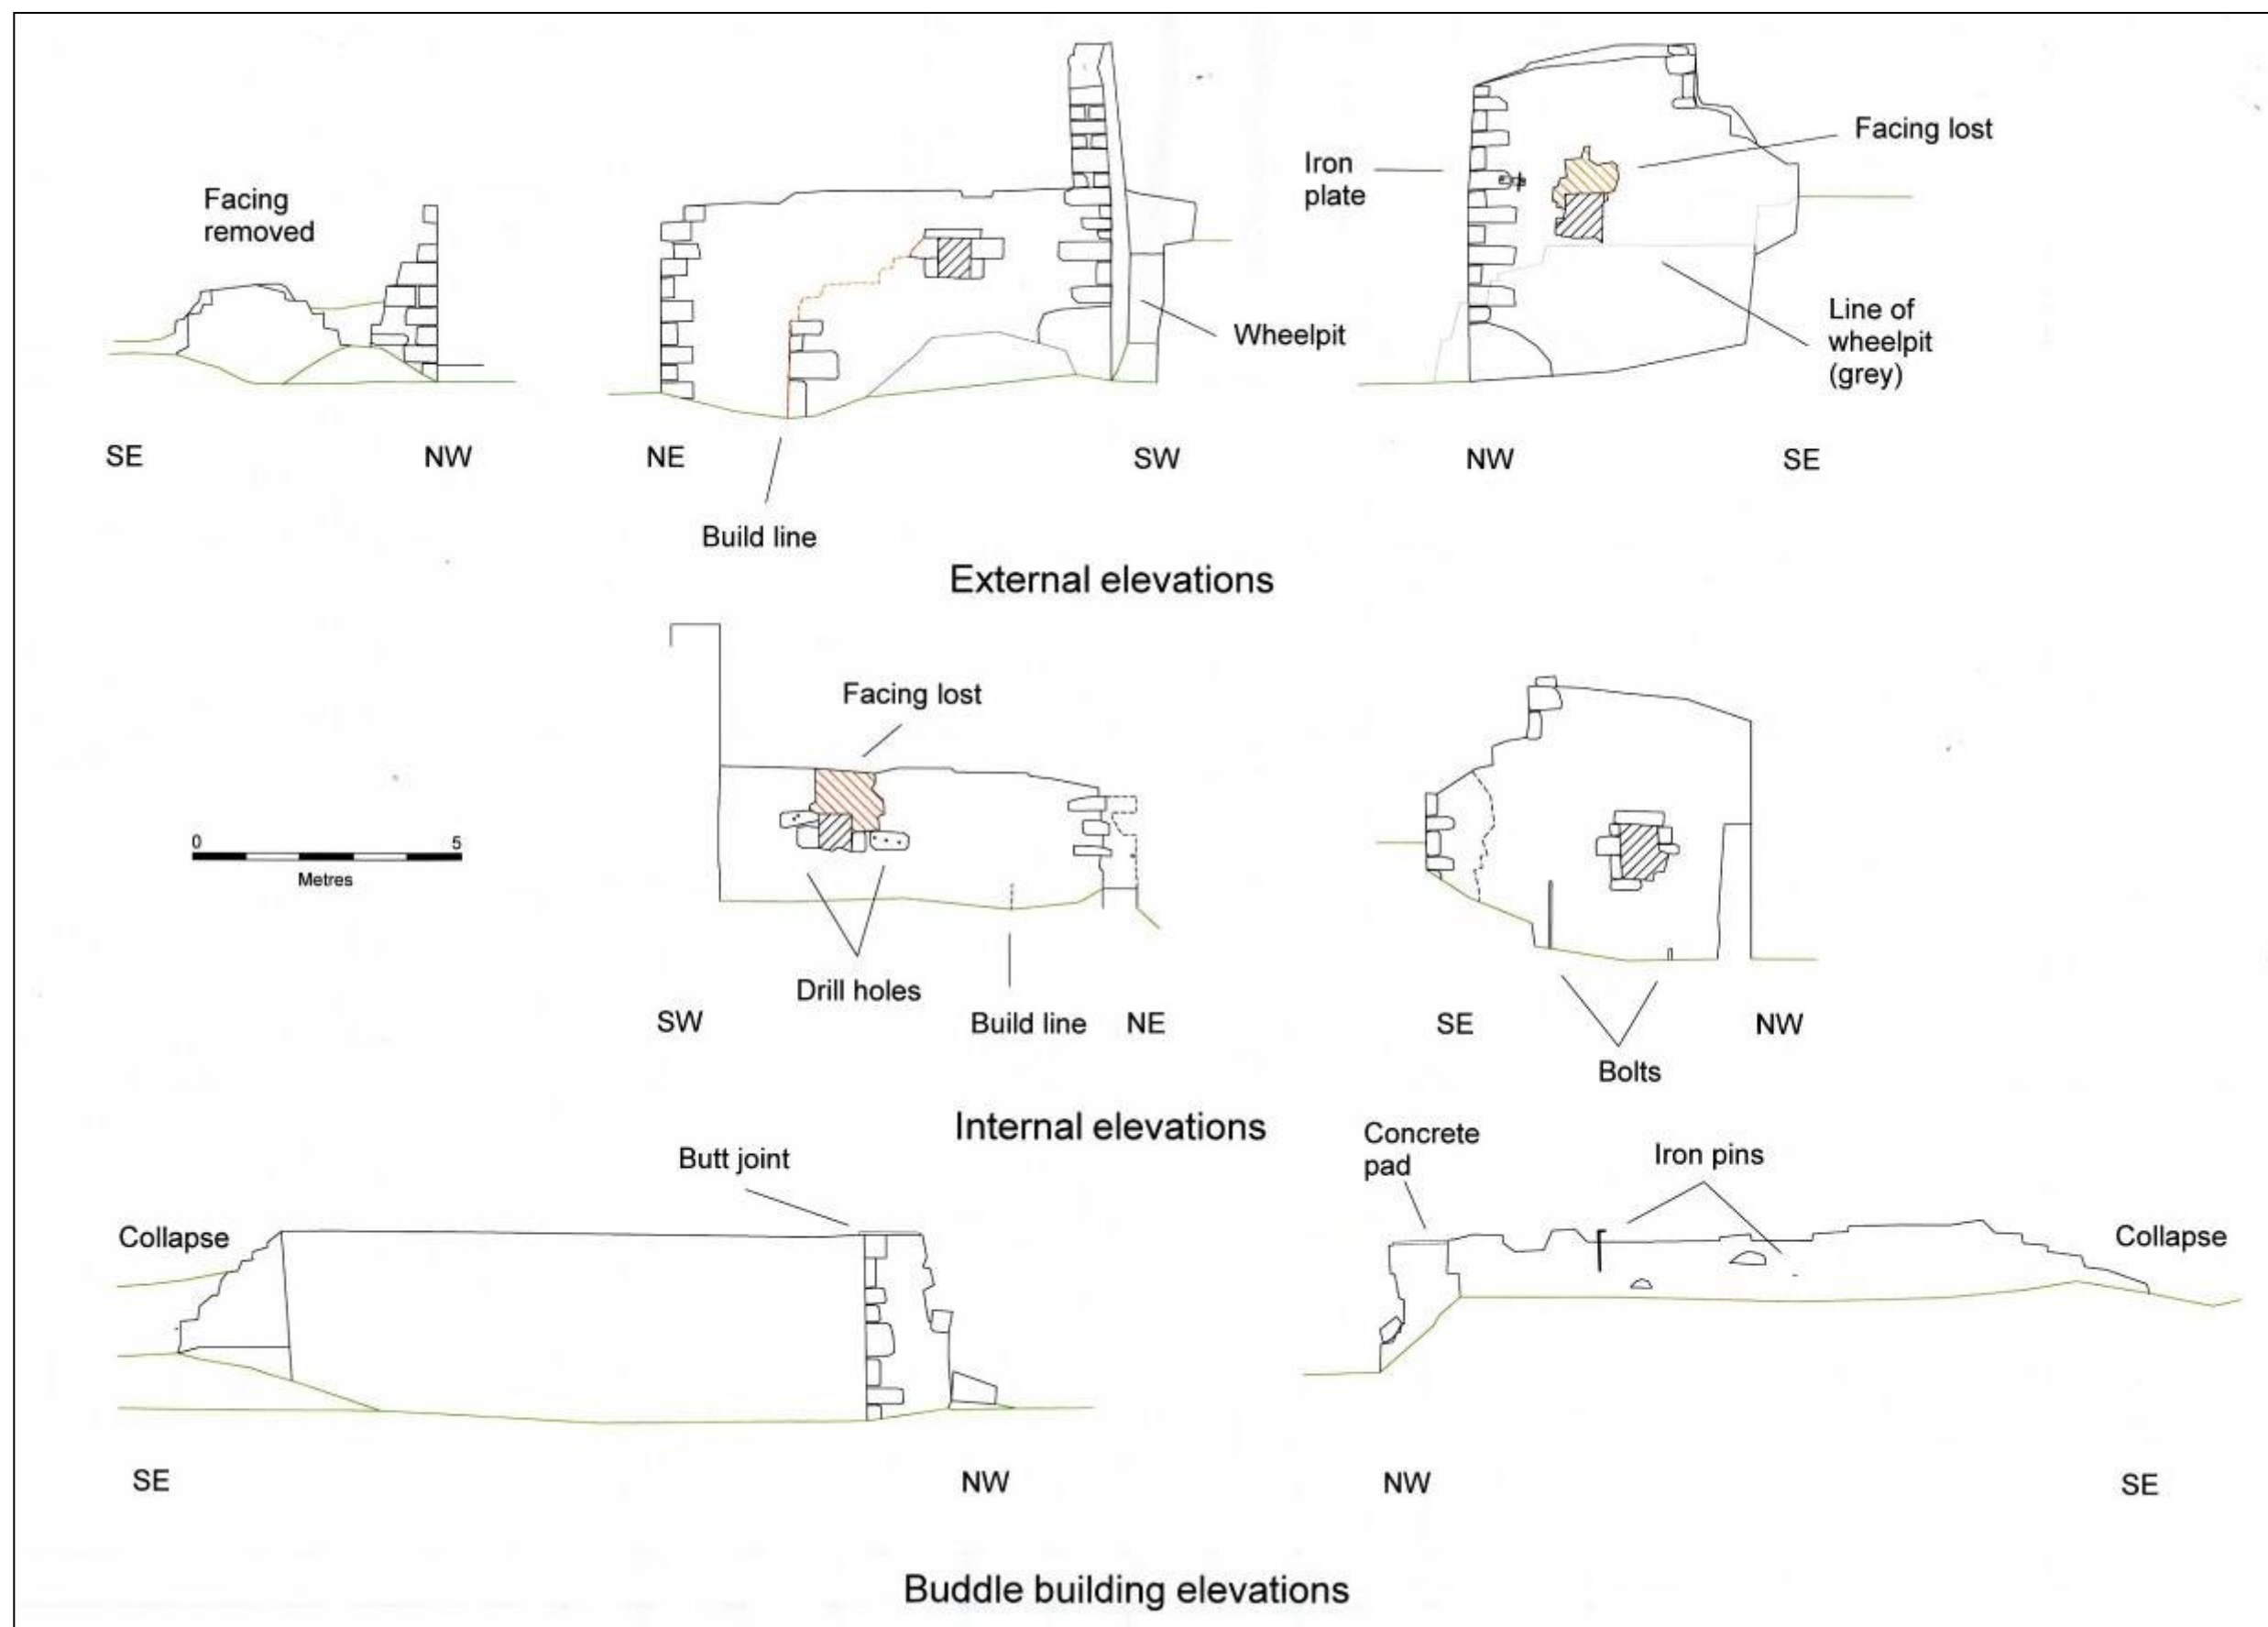 Facing
removed
Iron
plate
Facing lost
Wheelpit
Line of
wheelpit
(grey)
SE
NW
NE
SW
NW
SE
Build line
External elevations
Facing lost
0
5
Metres
Drill holes
SW
Build line
NE
SE
NW
Bolts
Internal elevations
Butt joint
Concrete
pad
Iron pins
Collapse
Collapse
SE
NW
NW
SE
Buddle building elevations